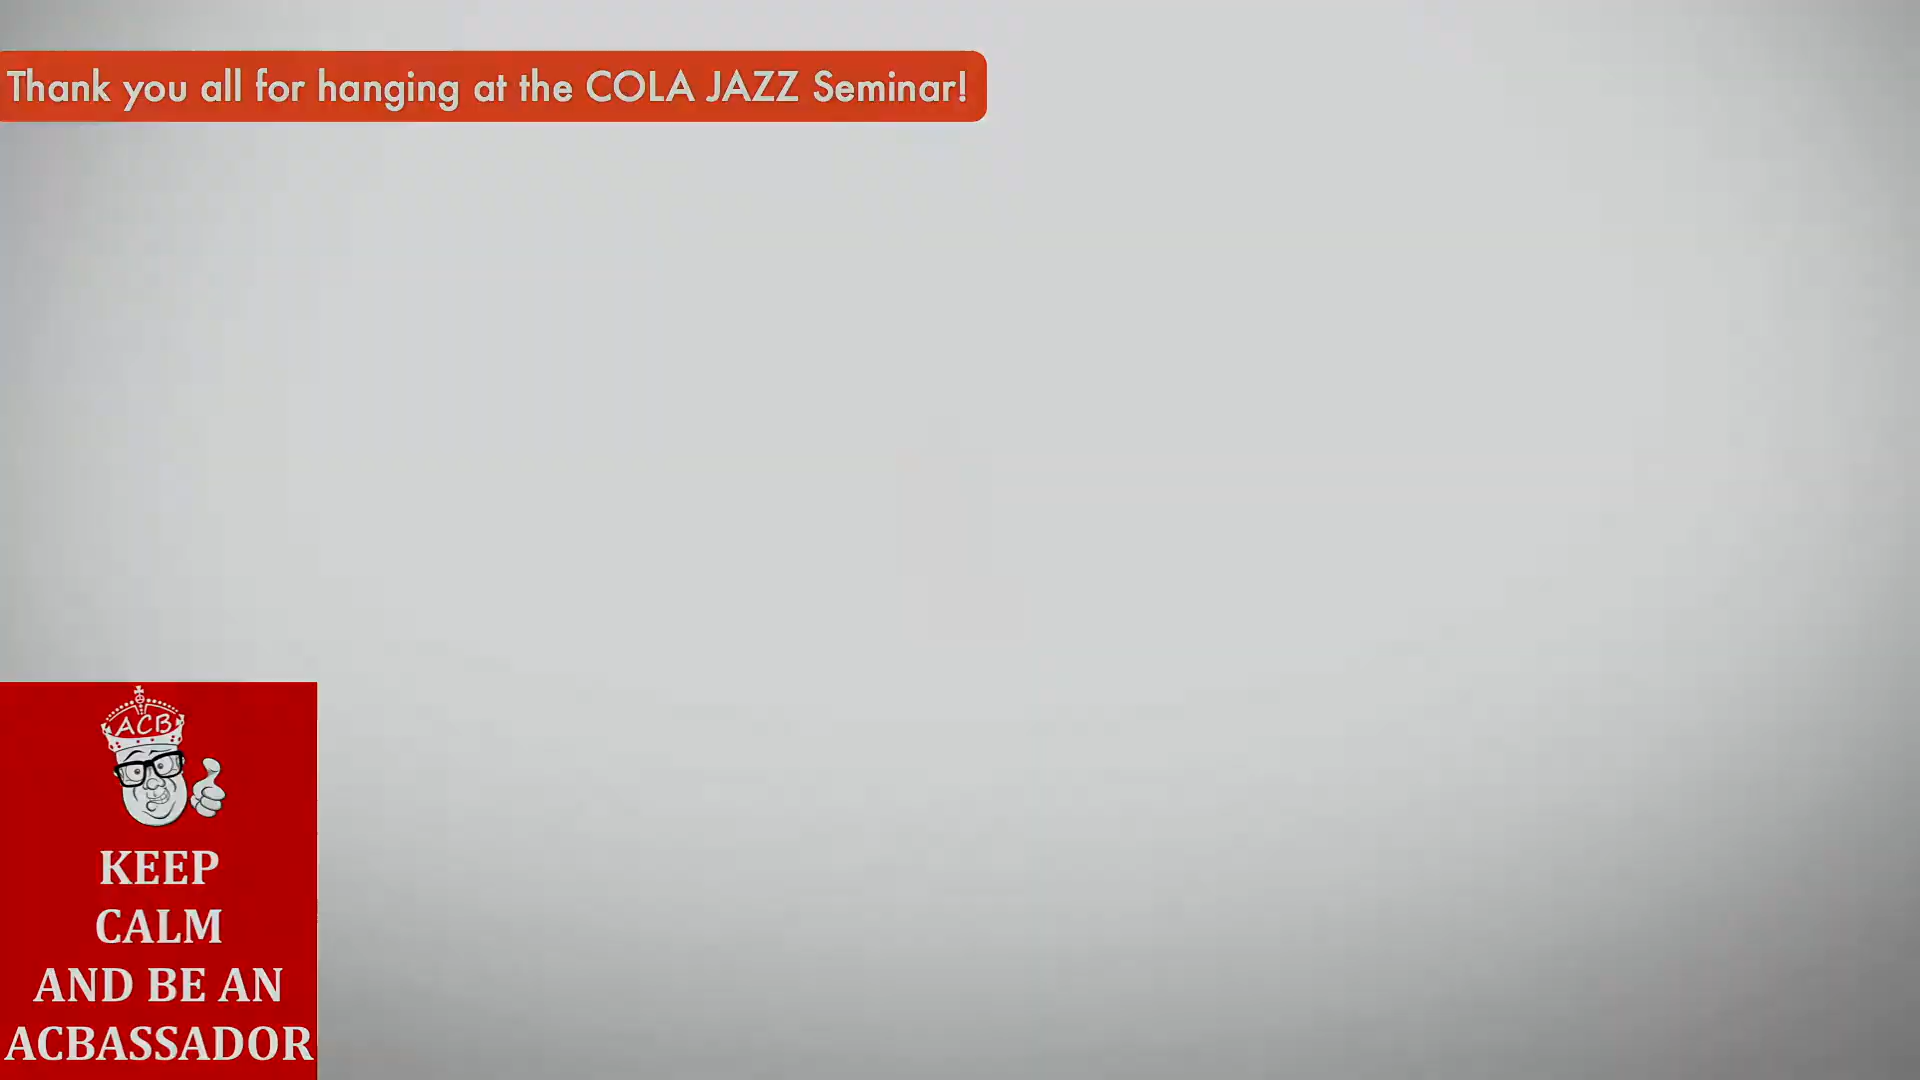 Thank you all for hanging at the COLA JAZZ Seminar!
ACB
KEEP
CALM
AND BE AN
ACBASSADOR